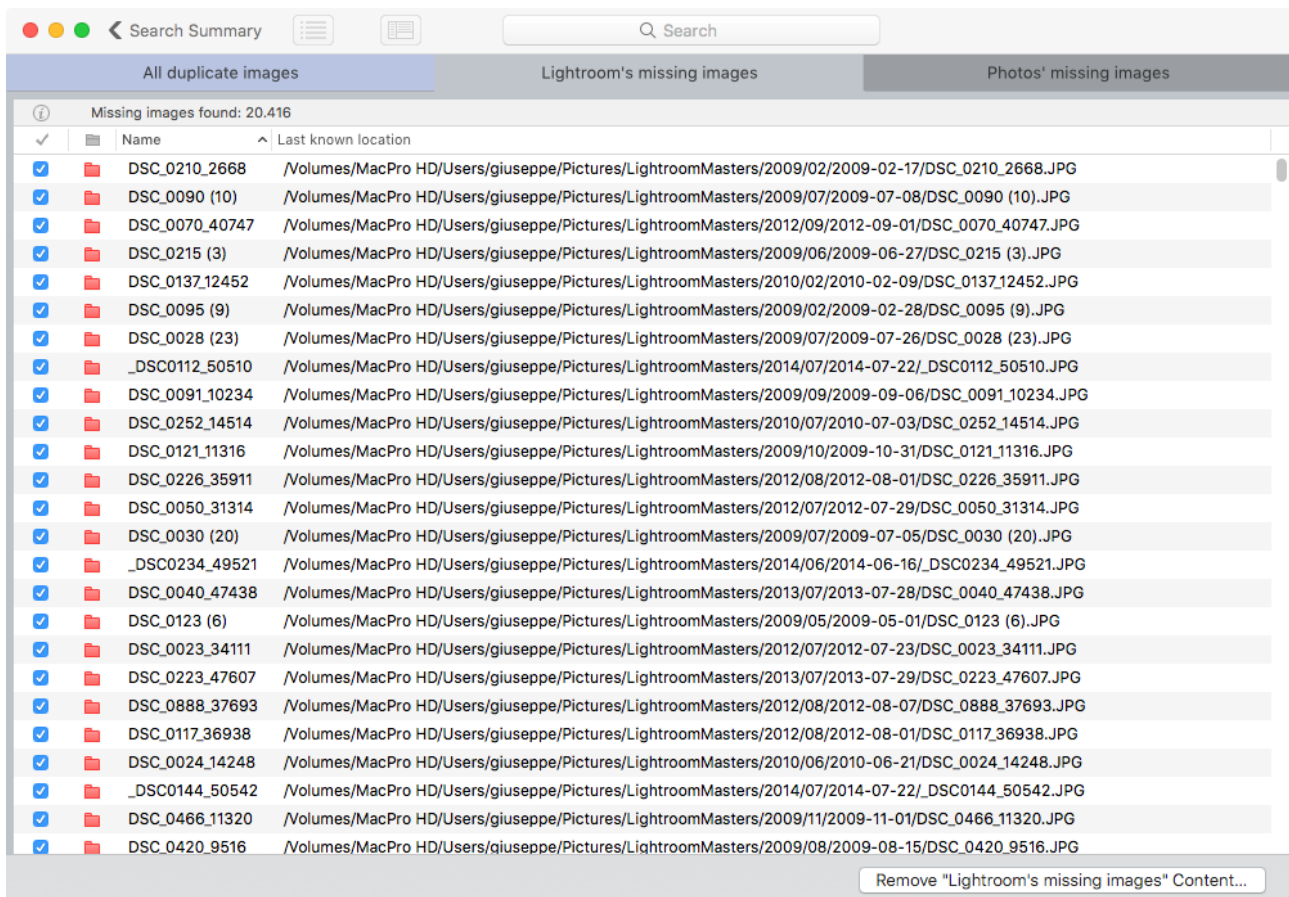 Search Summary Search
All duplicate images Lightroom's missing images Photos' missing images
Missing images found: 20.416
Name Last known location
DSC_0210_2668 /Volumes/MacPro HD/Users/giuseppe/Pictures/LightroomMasters/2009/02/2009-02-17/DSC_0210_2668.JPG
DSC_0090 (10) /Volumes/MacPro HD/Users/giuseppe/Pictures/LightroomMasters/2009/07/2009-07-08/DSC_0090 (10).JPG
DSC_0070_40747 /Volumes/MacPro HD/Users/giuseppe/Pictures/LightroomMasters/2012/09/2012-09-01/DSC_0070_40747.JPG
DSC_0215 (3) /Volumes/MacPro HD/Users/giuseppe/Pictures/LightroomMasters/2009/06/2009-06-27/DSC_0215 (3).JPG
DSC_0137_12452 /Volumes/MacPro HD/Users/giuseppe/Pictures/LightroomMasters/2010/02/2010-02-09/DSC_0137_12452.JPG
DSC_0095 (9) /Volumes/MacPro HD/Users/giuseppe/Pictures/LightroomMasters/2009/02/2009-02-28/DSC_0095 (9).JPG
DSC_0028 (23) /Volumes/MacPro HD/Users/giuseppe/Pictures/LightroomMasters/2009/07/2009-07-26/DSC_0028 (23).JPG
_DSC0112_50510 /Volumes/MacPro HD/Users/giuseppe/Pictures/LightroomMasters/2014/07/2014-07-22/_DSC0112_50510.JPG
DSC_0091_10234 /Volumes/MacPro HD/Users/giuseppe/Pictures/LightroomMasters/2009/09/2009-09-06/DSC_0091_10234.JPG
DSC_0252_14514 /Volumes/MacPro HD/Users/giuseppe/Pictures/LightroomMasters/2010/07/2010-07-03/DSC_0252_14514.JPG
DSC_0121_11316 /Volumes/MacPro HD/Users/giuseppe/Pictures/LightroomMasters/2009/10/2009-10-31/DSC_0121_11316.JPG
DSC_0226_35911 /Volumes/MacPro HD/Users/giuseppe/Pictures/LightroomMasters/2012/08/2012-08-01/DSC_0226_35911.JPG
DSC_0050_31314 /Volumes/MacPro HD/Users/giuseppe/Pictures/LightroomMasters/2012/07/2012-07-29/DSC_0050_31314.JPG
DSC_0030 (20) /Volumes/MacPro HD/Users/giuseppe/Pictures/LightroomMasters/2009/07/2009-07-05/DSC_0030 (20).JPG
_DSC0234_49521 /Volumes/MacPro HD/Users/giuseppe/Pictures/LightroomMasters/2014/06/2014-06-16/_DSC0234_49521.JPG
DSC_0040_47438 /Volumes/MacPro HD/Users/giuseppe/Pictures/LightroomMasters/2013/07/2013-07-28/DSC_0040_47438.JPG
DSC_0123 (6) /Volumes/MacPro HD/Users/giuseppe/Pictures/LightroomMasters/2009/05/2009-05-01/DSC_0123 (6).JPG
DSC_0023_34111 /Volumes/MacPro HD/Users/giuseppe/Pictures/LightroomMasters/2012/07/2012-07-23/DSC_0023_34111.JPG
DSC_0223_47607 /Volumes/MacPro HD/Users/giuseppe/Pictures/LightroomMasters/2013/07/2013-07-29/DSC_0223_47607.JPG
DSC_0888_37693 /Volumes/MacPro HD/Users/giuseppe/Pictures/LightroomMasters/2012/08/2012-08-07/DSC_0888_37693.JPG
DSC_0117_36938 /Volumes/MacPro HD/Users/giuseppe/Pictures/LightroomMasters/2012/08/2012-08-01/DSC_0117_36938.JPG
DSC_0024_14248 /Volumes/MacPro HD/Users/giuseppe/Pictures/LightroomMasters/2010/06/2010-06-21/DSC_0024_14248.JPG
_DSC0144_50542 /Volumes/MacPro HD/Users/giuseppe/Pictures/LightroomMasters/2014/07/2014-07-22/_DSC0144_50542.JPG
DSC_0466_11320 /Volumes/MacPro HD/Users/giuseppe/Pictures/LightroomMasters/2009/11/2009-11-01/DSC_0466_11320.JPG
DSC_0420_9516 /Volumes/MacPro HD/Users/giuseppe/Pictures/LightroomMasters/2009/08/2009-08-15/DSC_0420_9516.JPG
Remove "Lightroom's missing images" Content...